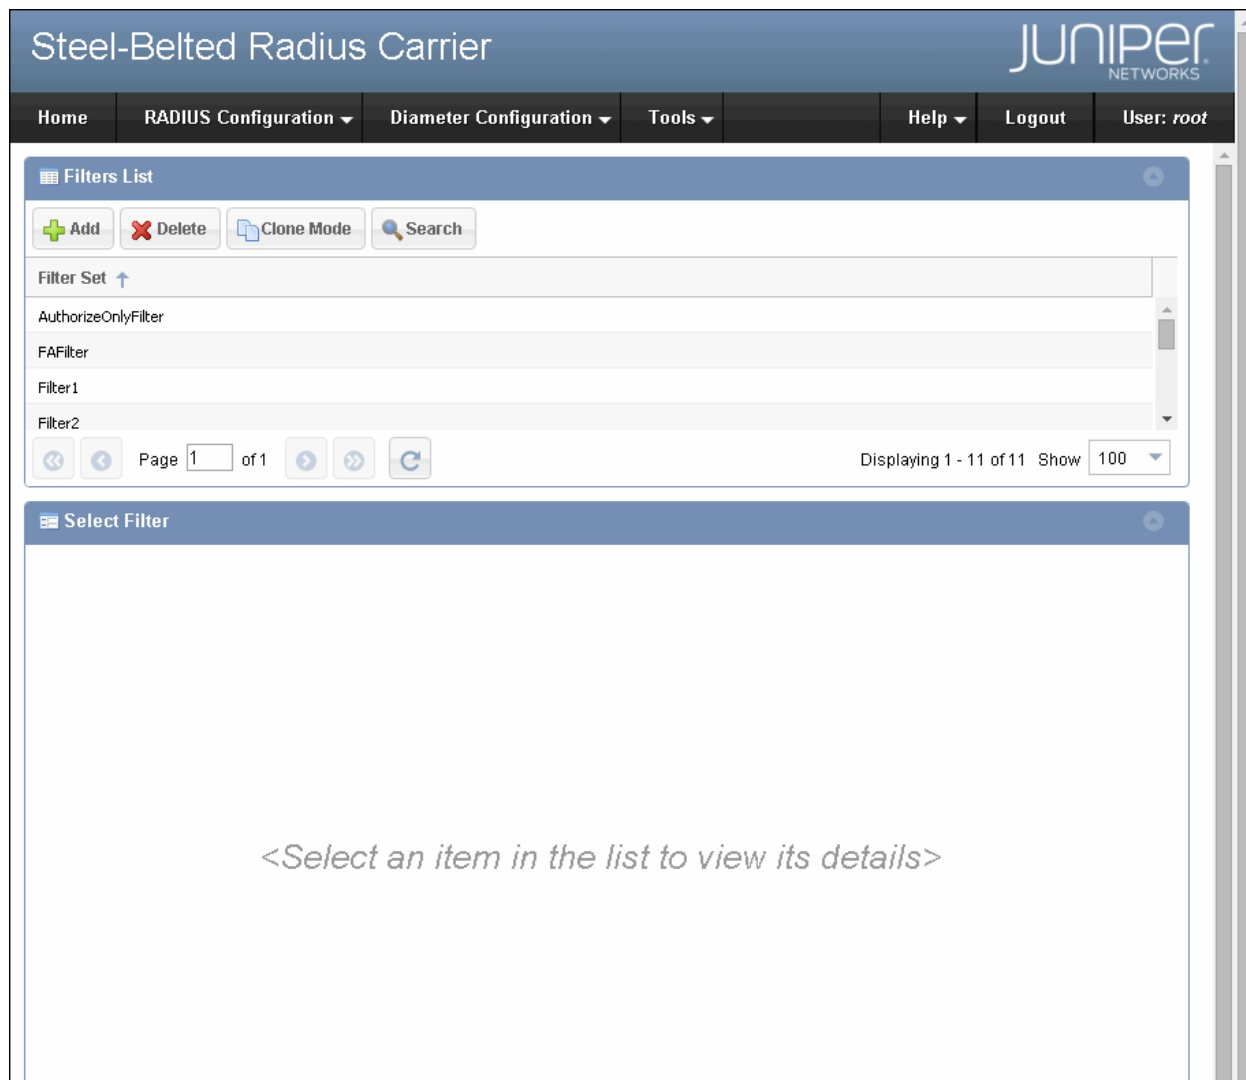 Steel-Belted Radius Carrier
JUNIPER
NETWORKS
Home RADIUS Configuration Diameter Configuration Tools Help Logout User: root
Filters List
Add Delete Clone Mode Search
Filter Set
AuthorizeOnlyFilter
FAFilter
Filter1
Filter2
Page 1 of 1 Displaying 1 - 11 of 11 Show 100
Select Filter
<Select an item in the list to view its details>